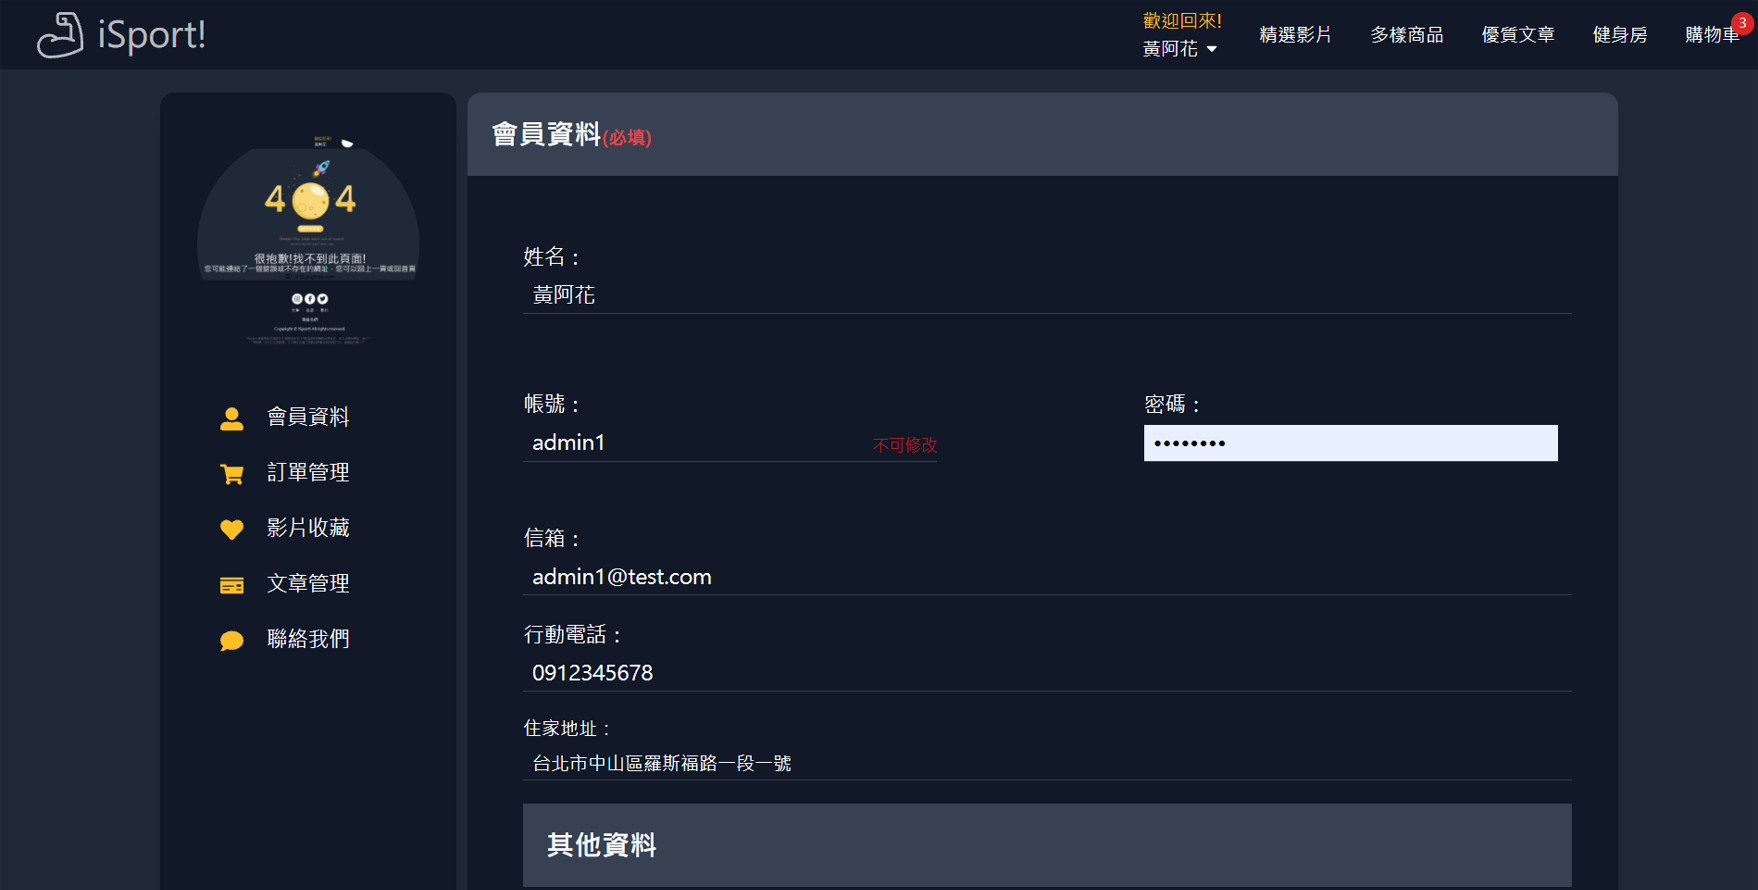 iSport!
歡迎回來!
黃阿花
精選影片
多樣商品
優質文章
健身房
購物車
3
404
很抱歉!找不到此頁面!
您可能連結了一個錯誤或不存在的網址，您可以回上一頁或回首頁
Copyright © iSport! All rights reserved.
會員資料
訂單管理
影片收藏
文章管理
聯絡我們
會員資料(必填)
姓名：
黃阿花
帳號：
admin1
不可修改
密碼：
••••••••
信箱：
admin1@test.com
行動電話：
0912345678
住家地址：
台北市中山區羅斯福路一段一號
其他資料